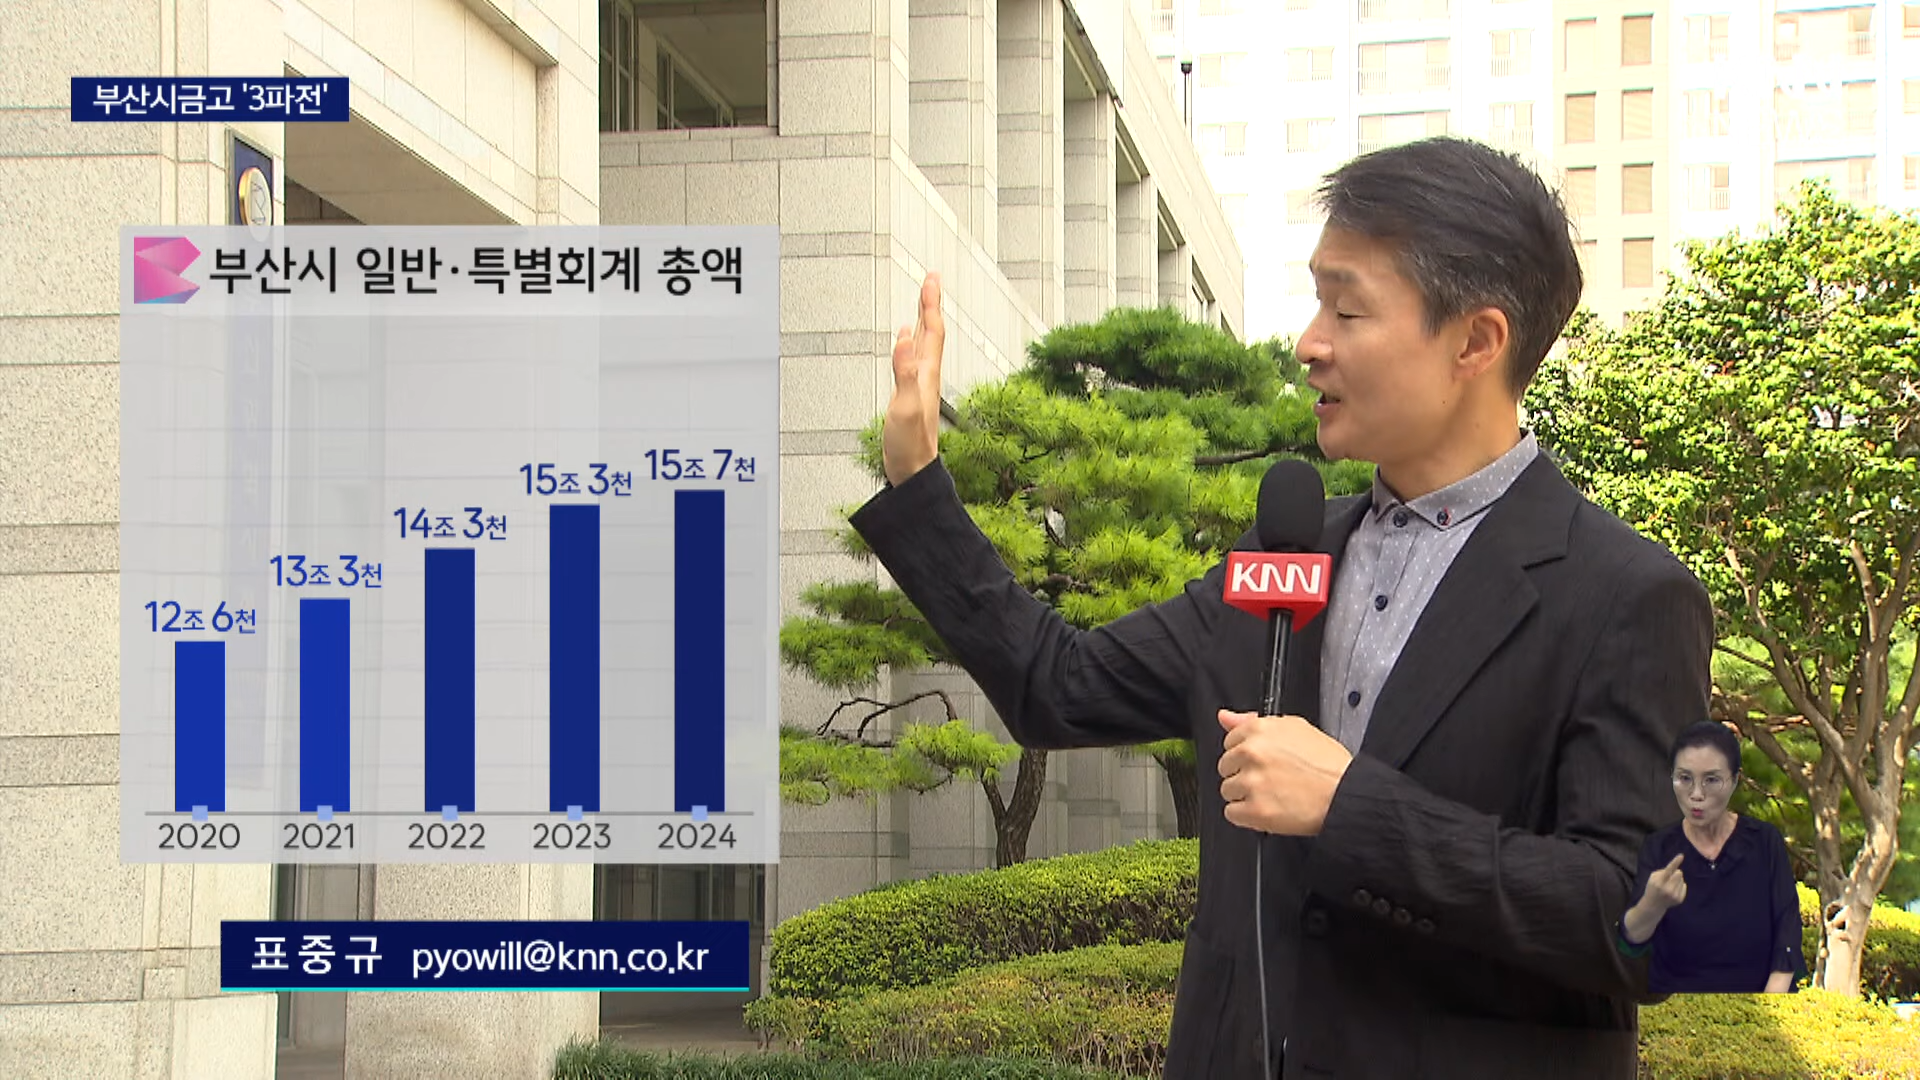 부산시금고 '3파전'
부산시 일반·특별회계 총액
12조 6천
13조 3천
14조 3천
15조 3천
15조 7천
2020
2021
2022
2023
2024
KNN
표중규 pyowill@knn.co.kr